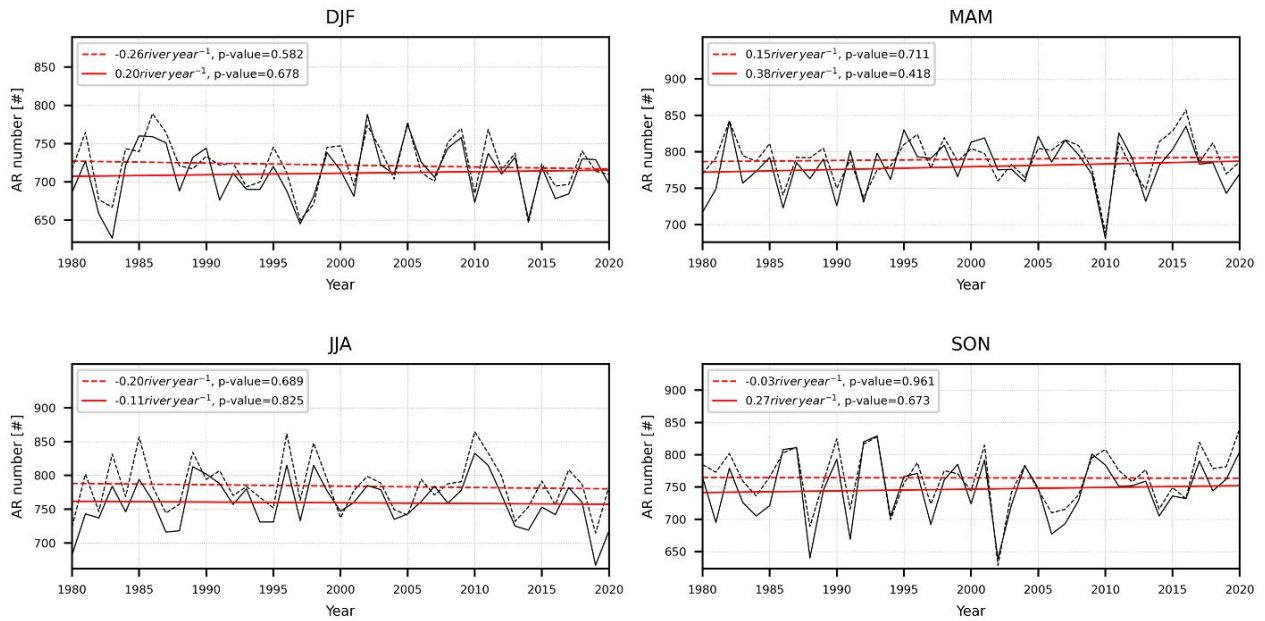 DJF
AR number [#]
850
800
750
700
650
-0.26river year⁻¹, p-value=0.582
0.20river year⁻¹, p-value=0.678
1980 1985 1990 1995 2000 2005 2010 2015 2020
Year
MAM
AR number [#]
900
850
800
750
700
0.15river year⁻¹, p-value=0.711
0.38river year⁻¹, p-value=0.418
1980 1985 1990 1995 2000 2005 2010 2015 2020
Year
JJA
AR number [#]
900
850
800
750
700
-0.20river year⁻¹, p-value=0.689
-0.11river year⁻¹, p-value=0.825
1980 1985 1990 1995 2000 2005 2010 2015 2020
Year
SON
AR number [#]
900
850
800
750
700
650
-0.03river year⁻¹, p-value=0.961
0.27river year⁻¹, p-value=0.673
1980 1985 1990 1995 2000 2005 2010 2015 2020
Year